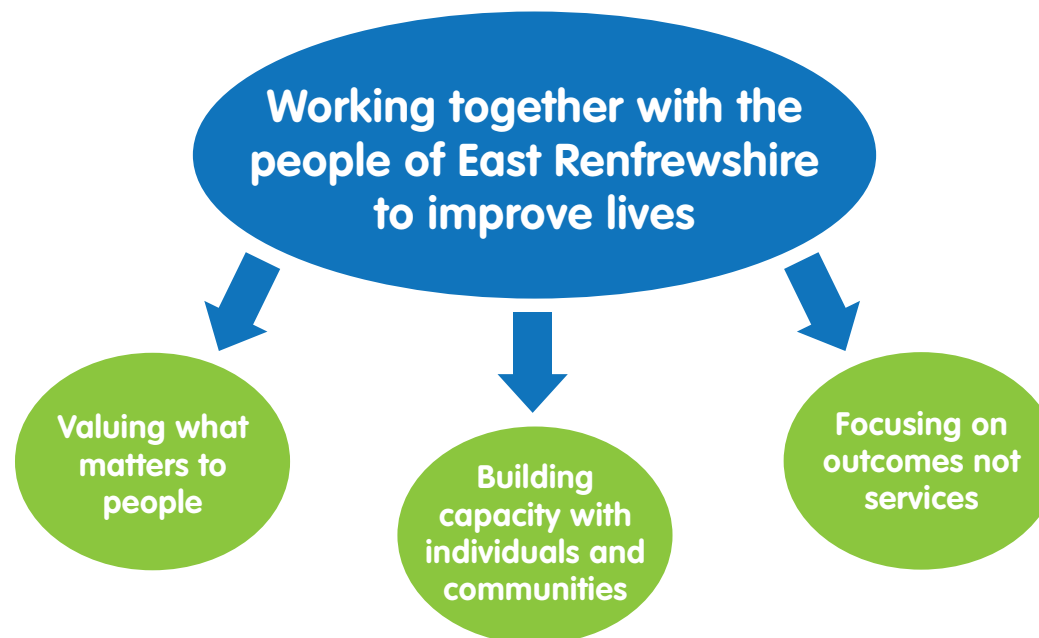 Working together with the
people of East Renfrewshire
to improve lives
Valuing what
matters to
people
Building
capacity with
individuals and
communities
Focusing on
outcomes not
services